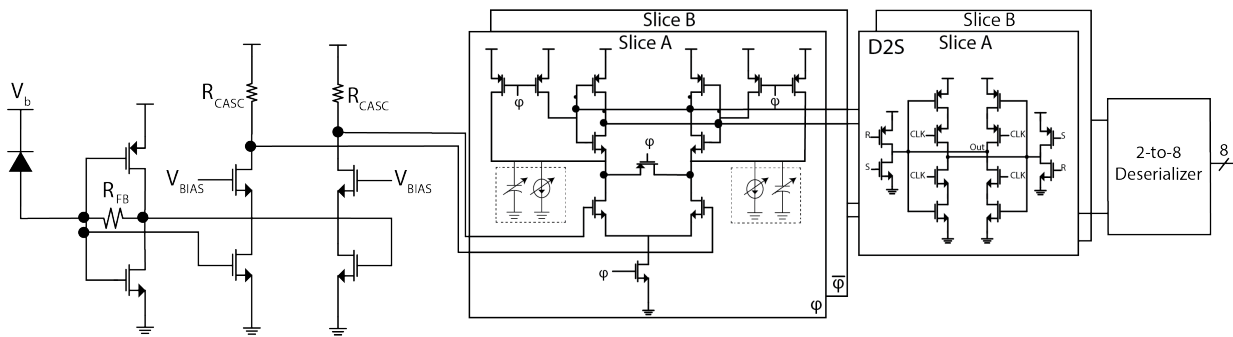 Slice B
Slice A
V_b
R_CASC
R_CASC
V_BIAS
V_BIAS
R_FB
φ
φ
φ
φ
φ̅
φ
Slice B
D2S
Slice A
R
S
CLK
CLK
S
R
Out
CLK
CLK
2-to-8
Deserializer
8